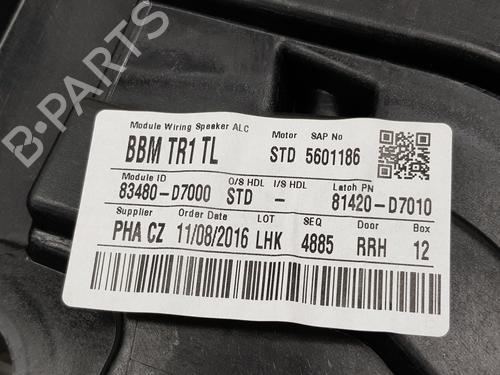 Module Wiring Speaker ALC Motor SAP No
BBM TR1 TL STD 5601186
Module ID O/S HDL I/S HDL Latch PN
83480-D7000 STD - 81420-D7010
Supplier Order Date LOT SEQ Door Box
PHA CZ 11/08/2016 LHK 4885 RRH 12
B-PARTS